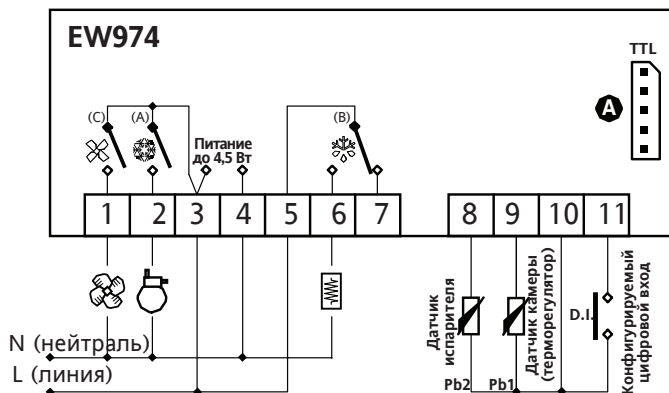 EW974
TTL
A
(C)
(A)
Питание
до 4,5 Вт
(B)
1 2 3 4 5 6 7 8 9 10 11
N (нейтраль)
L (линия)
Датчик
испарителя
Pb2
Датчик камеры
(терморегулятор)
Pb1
D.I.
Конфигурируемый
цифровой вход